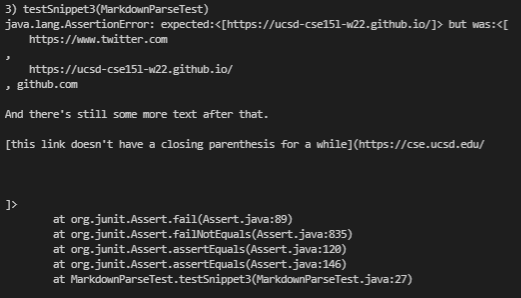 3) testSnippet3(MarkdownParseTest)
java.lang.AssertionError: expected:<[https://ucsd-cse15l-w22.github.io/]> but was:<[
    https://www.twitter.com
,
    https://ucsd-cse15l-w22.github.io/
, github.com

And there's still some more text after that.

[this link doesn't have a closing parenthesis for a while](https://cse.ucsd.edu/

]>
        at org.junit.Assert.fail(Assert.java:89)
        at org.junit.Assert.failNotEquals(Assert.java:835)
        at org.junit.Assert.assertEquals(Assert.java:120)
        at org.junit.Assert.assertEquals(Assert.java:146)
        at MarkdownParseTest.testSnippet3(MarkdownParseTest.java:27)